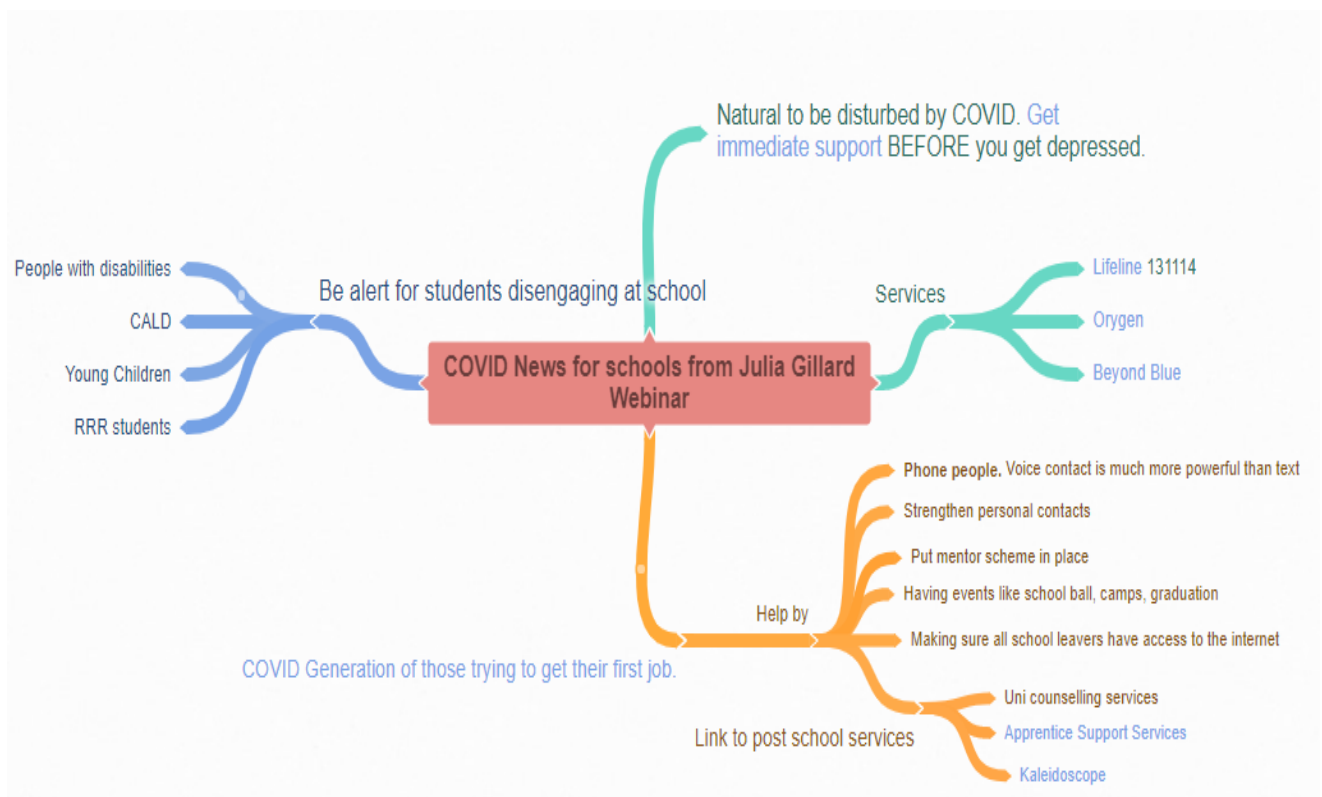 Natural to be disturbed by COVID. Get
immediate support BEFORE you get depressed.
People with disabilities
CALD
Young Children
RRR students
Be alert for students disengaging at school
COVID News for schools from Julia Gillard
Webinar
Services
Lifeline 131114
Orygen
Beyond Blue
COVID Generation of those trying to get their first job.
Help by
Phone people. Voice contact is much more powerful than text
Strengthen personal contacts
Put mentor scheme in place
Having events like school ball, camps, graduation
Making sure all school leavers have access to the internet
Link to post school services
Uni counselling services
Apprentice Support Services
Kaleidoscope